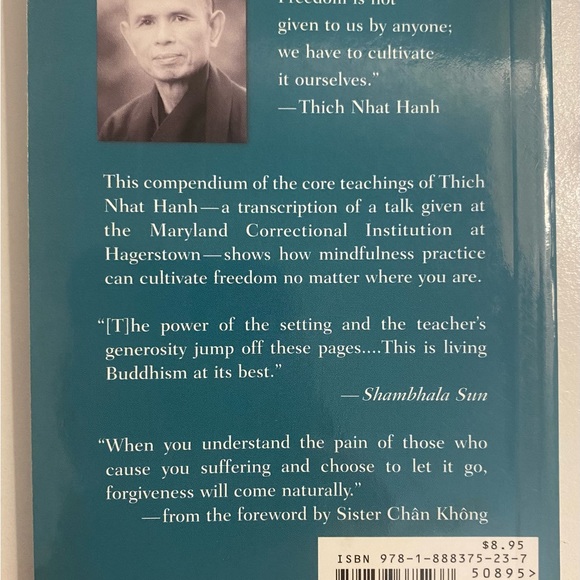 Freedom is not
given to us by anyone;
we have to cultivate
it ourselves.”
—Thich Nhat Hanh
This compendium of the core teachings of Thich
Nhat Hanh—a transcription of a talk given at
the Maryland Correctional Institution at
Hagerstown—shows how mindfulness practice
can cultivate freedom no matter where you are.
“[T]he power of the setting and the teacher’s
generosity jump off these pages....This is living
Buddhism at its best.”
—Shambhala Sun
“When you understand the pain of those who
cause you suffering and choose to let it go,
forgiveness will come naturally.”
—from the foreword by Sister Chân Không
$8.95
ISBN 978-1-888375-23-7
50895>